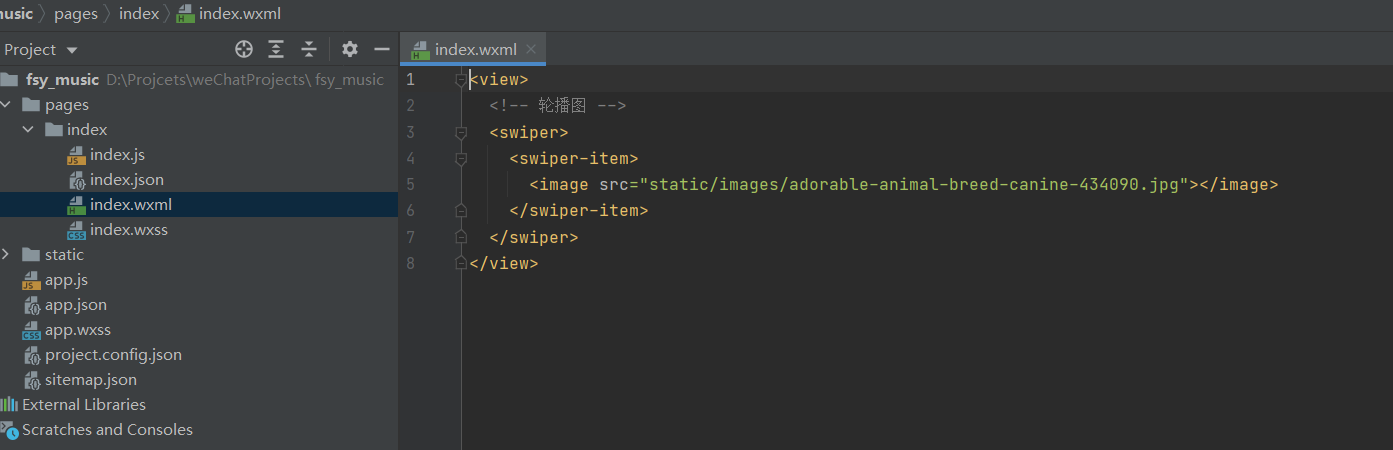 music pages index index.wxml
Project
index.wxml
fsy_music D:\Projcets\weChatProjects\ fsy_music
pages
index
index.js
index.json
index.wxml
index.wxss
static
app.js
app.json
app.wxss
project.config.json
sitemap.json
External Libraries
Scratches and Consoles
1 <view>
2 <!-- 轮播图 -->
3 <swiper>
4 <swiper-item>
5 <image src="static/images/adorable-animal-breed-canine-434090.jpg"></image>
6 </swiper-item>
7 </swiper>
8 </view>